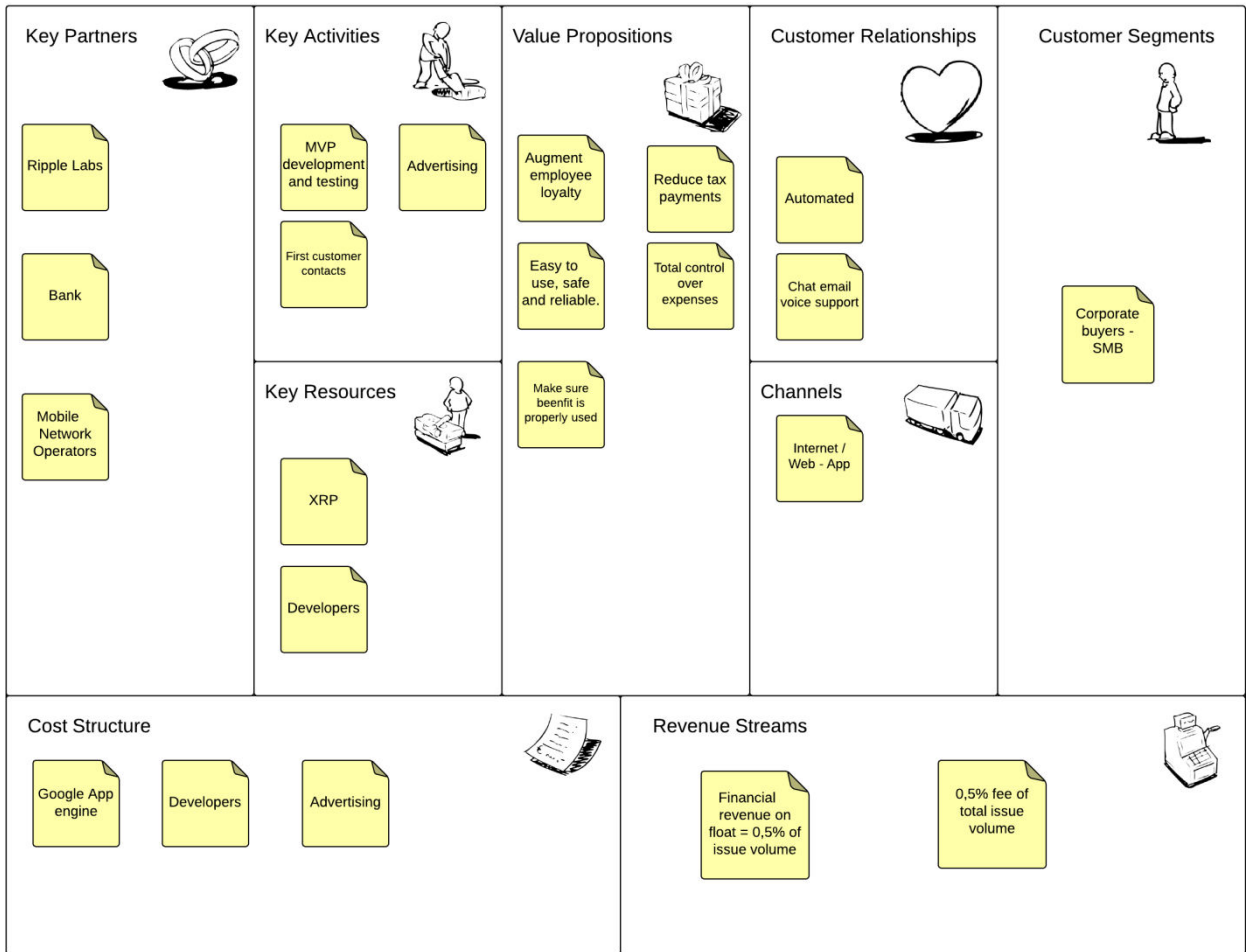 Key Partners
Ripple Labs
Bank
Mobile
Network
Operators
Key Activities
MVP
development
and testing
Advertising
First customer
contacts
Key Resources
XRP
Developers
Value Propositions
Augment
employee
loyalty
Reduce tax
payments
Easy to
use, safe
and reliable.
Total control
over
expenses
Make sure
beenfit is
properly used
Customer Relationships
Automated
Chat email
voice support
Channels
Internet /
Web - App
Customer Segments
Corporate
buyers -
SMB
Cost Structure
Google App
engine
Developers
Advertising
Revenue Streams
Financial
revenue on
float = 0,5% of
issue volume
0,5% fee of
total issue
volume